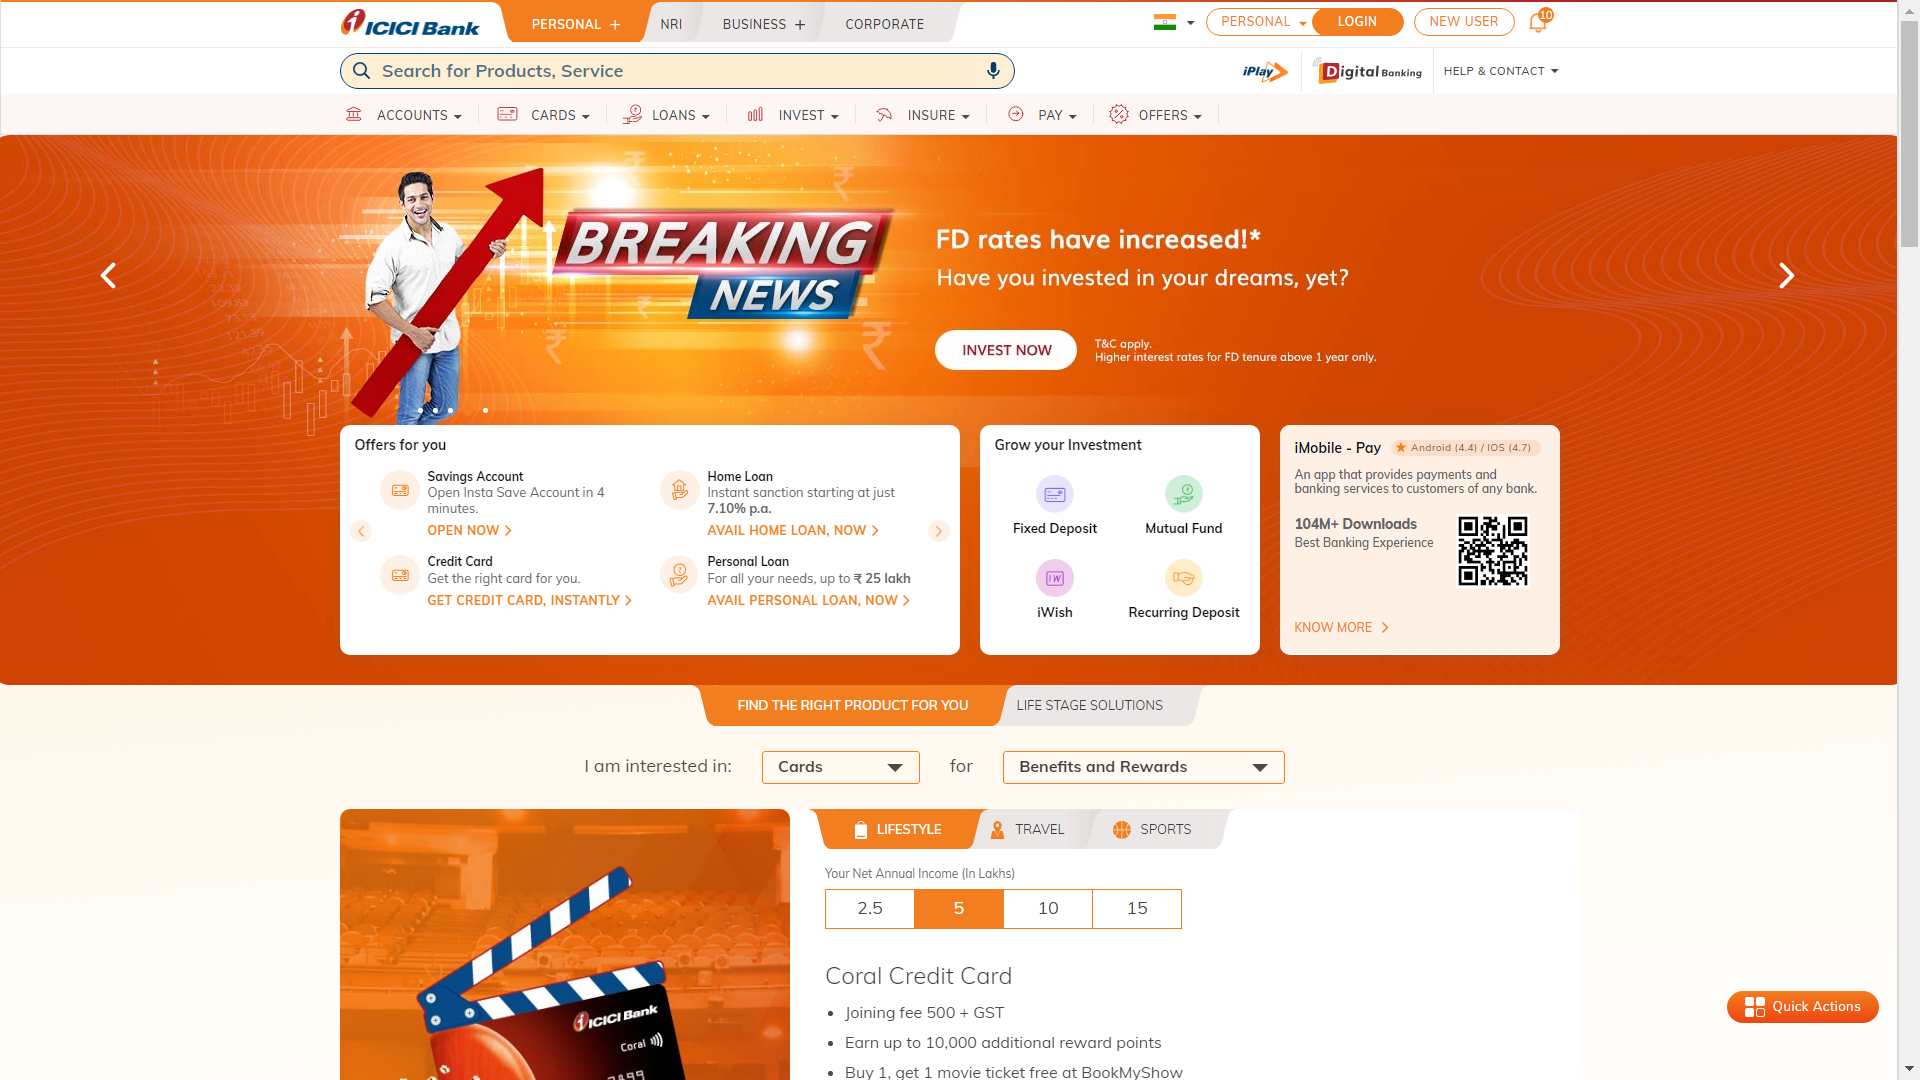 ICICI Bank
PERSONAL +
NRI
BUSINESS +
CORPORATE
PERSONAL
LOGIN
NEW USER
10
Search for Products, Service
iPlay
Digital Banking
HELP & CONTACT
ACCOUNTS
CARDS
LOANS
INVEST
INSURE
PAY
OFFERS
BREAKING
NEWS
FD rates have increased!*
Have you invested in your dreams, yet?
INVEST NOW
T&C apply.
Higher interest rates for FD tenure above 1 year only.
Offers for you
Savings Account
Open Insta Save Account in 4
minutes.
OPEN NOW
Home Loan
Instant sanction starting at just
7.10% p.a.
AVAIL HOME LOAN, NOW
Credit Card
Get the right card for you.
GET CREDIT CARD, INSTANTLY
Personal Loan
For all your needs, up to ₹ 25 lakh
AVAIL PERSONAL LOAN, NOW
Grow your Investment
Fixed Deposit
Mutual Fund
iWish
Recurring Deposit
iMobile - Pay
Android (4.4) / IOS (4.7)
An app that provides payments and
banking services to customers of any bank.
104M+ Downloads
Best Banking Experience
KNOW MORE
FIND THE RIGHT PRODUCT FOR YOU
LIFE STAGE SOLUTIONS
I am interested in:
Cards
for
Benefits and Rewards
LIFESTYLE
TRAVEL
SPORTS
Your Net Annual Income (In Lakhs)
2.5
5
10
15
Coral Credit Card
Joining fee 500 + GST
Earn up to 10,000 additional reward points
Buy 1, get 1 movie ticket free at BookMyShow
ICICI Bank
Coral
Quick Actions